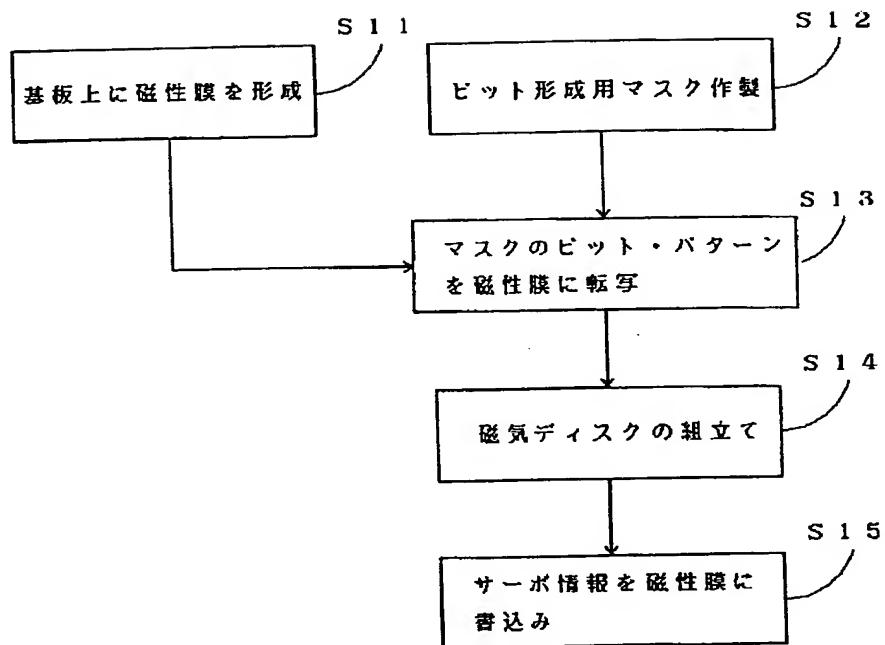 S11
S12
基板上に磁性膜を形成
ピット形成用マスク作製
S13
マスクのピット・パターン
を磁性膜に転写
S14
磁気ディスクの組立て
S15
サーボ情報を磁性膜に
書込み